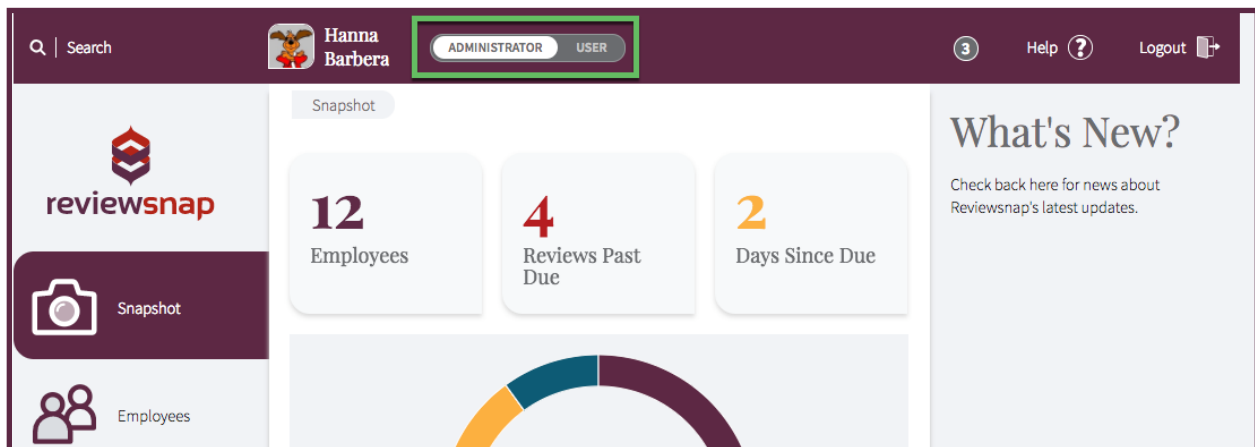 Search
Hanna
Barbera
ADMINISTRATOR USER
3
Help ?
Logout
reviewsnap
Snapshot
Employees
Snapshot
12
Employees
4
Reviews Past
Due
2
Days Since Due
What's New?
Check back here for news about
Reviewsnap's latest updates.